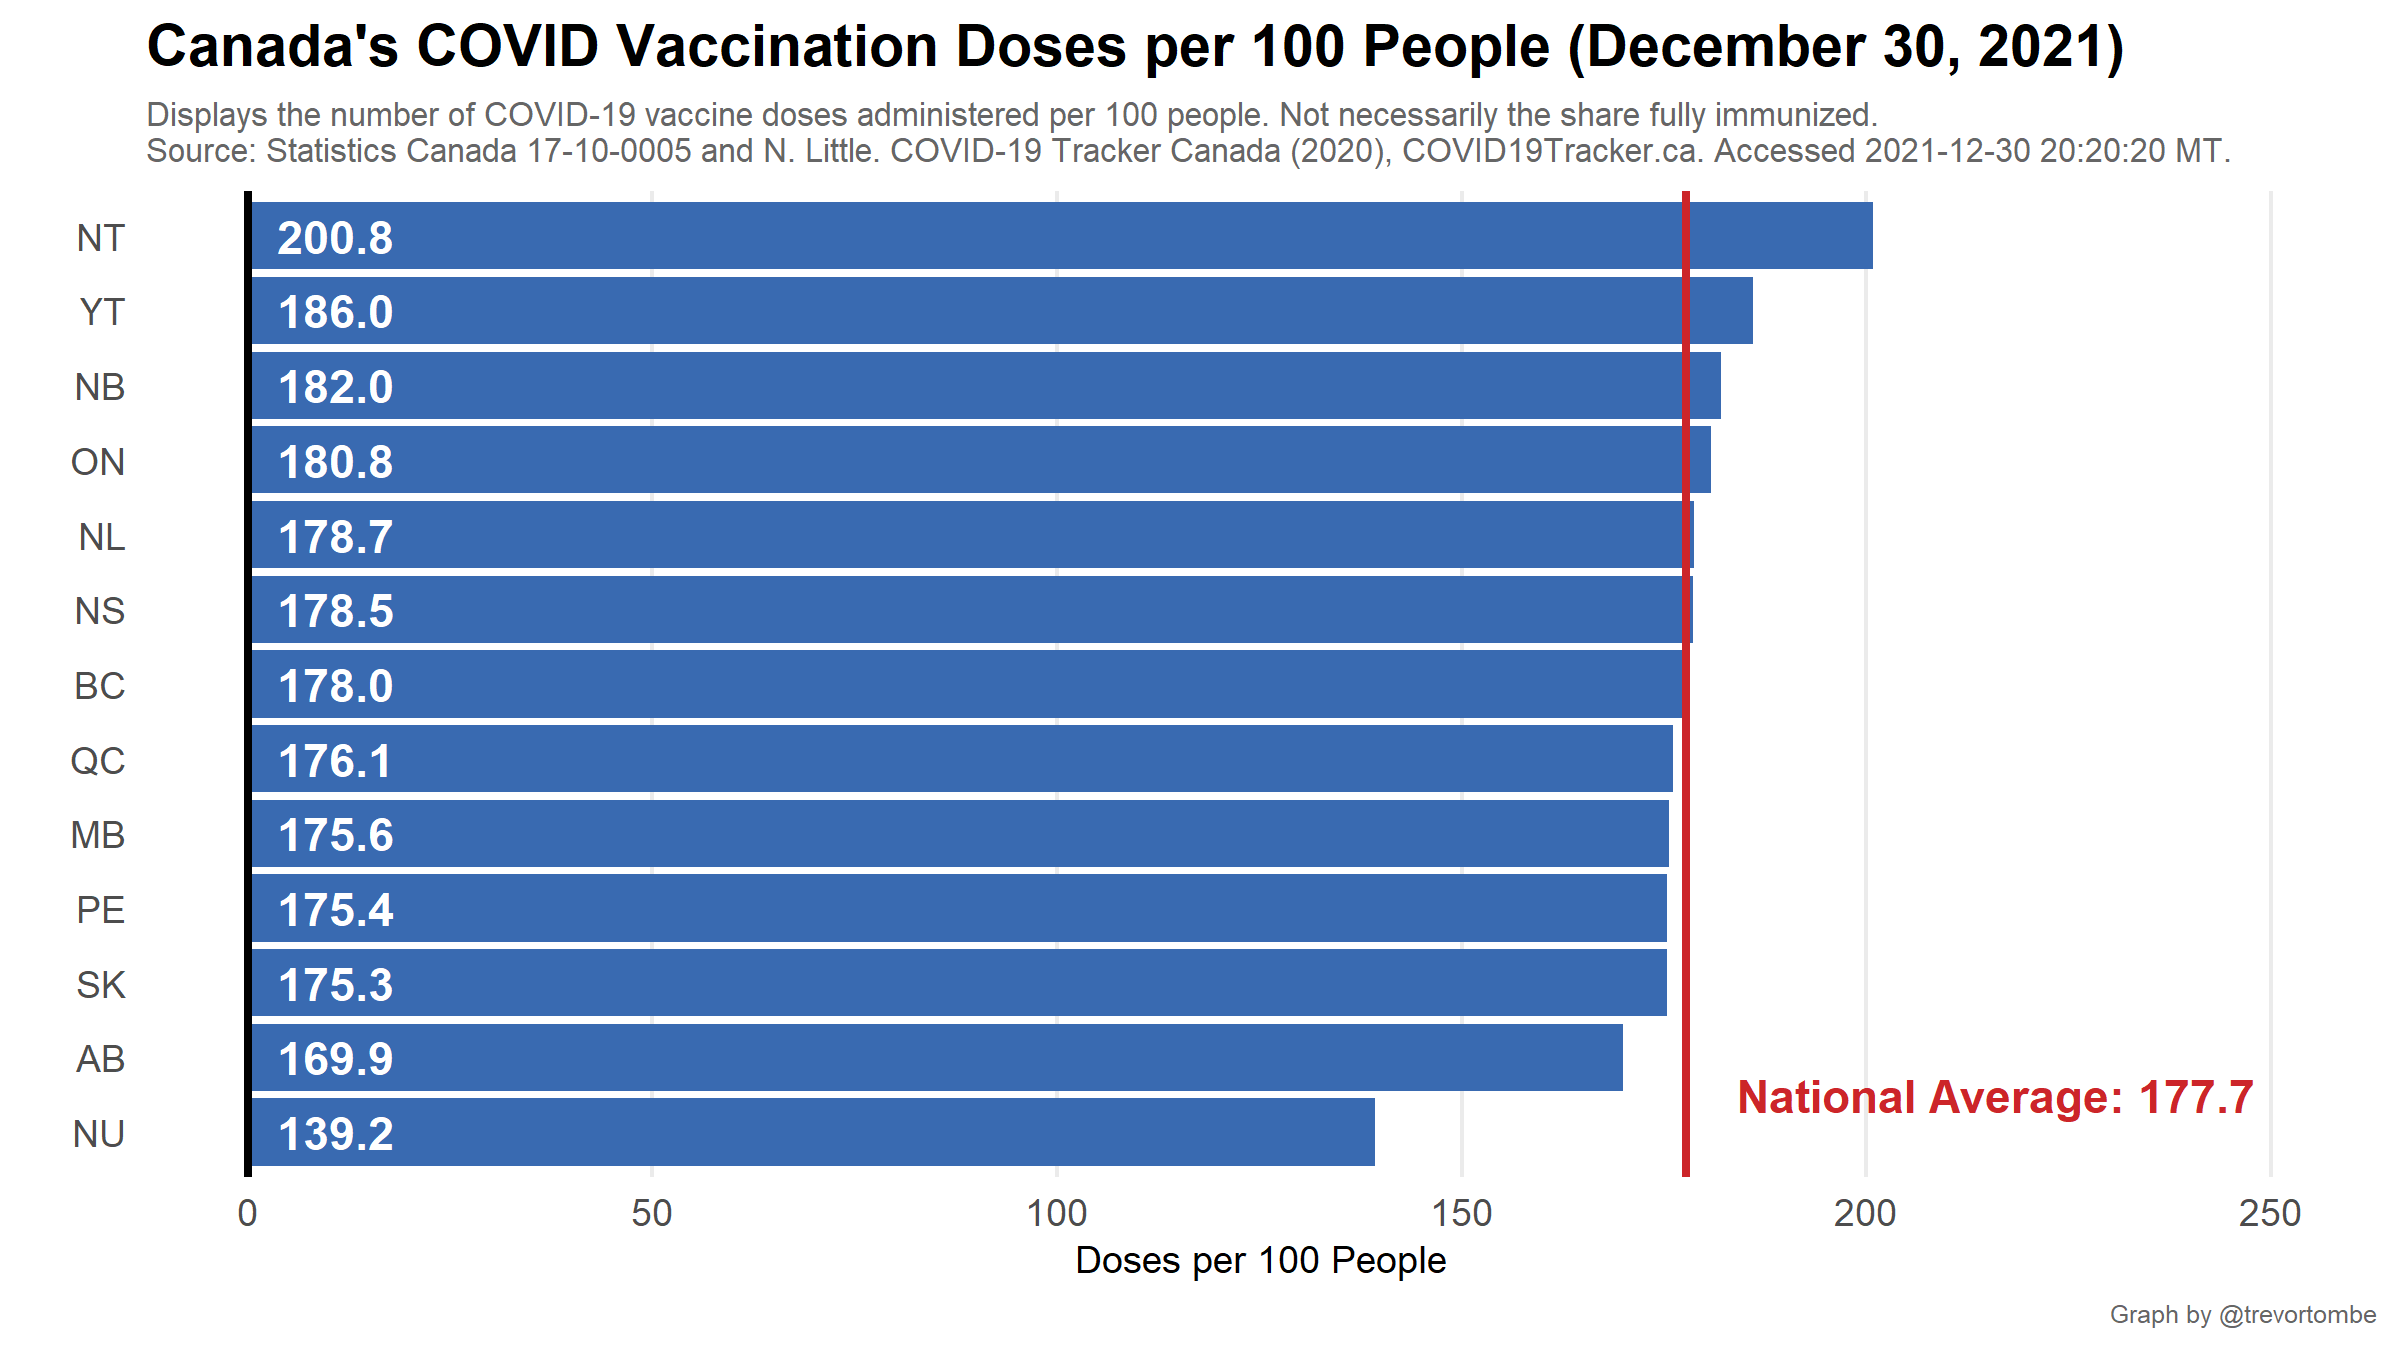 Canada's COVID Vaccination Doses per 100 People (December 30, 2021)
Displays the number of COVID-19 vaccine doses administered per 100 people. Not necessarily the share fully immunized.
Source: Statistics Canada 17-10-0005 and N. Little. COVID-19 Tracker Canada (2020), COVID19Tracker.ca. Accessed 2021-12-30 20:20:20 MT.
NT 200.8
YT 186.0
NB 182.0
ON 180.8
NL 178.7
NS 178.5
BC 178.0
QC 176.1
MB 175.6
PE 175.4
SK 175.3
AB 169.9
National Average: 177.7
NU 139.2
0 50 100 150 200 250
Doses per 100 People
Graph by @trevortombe